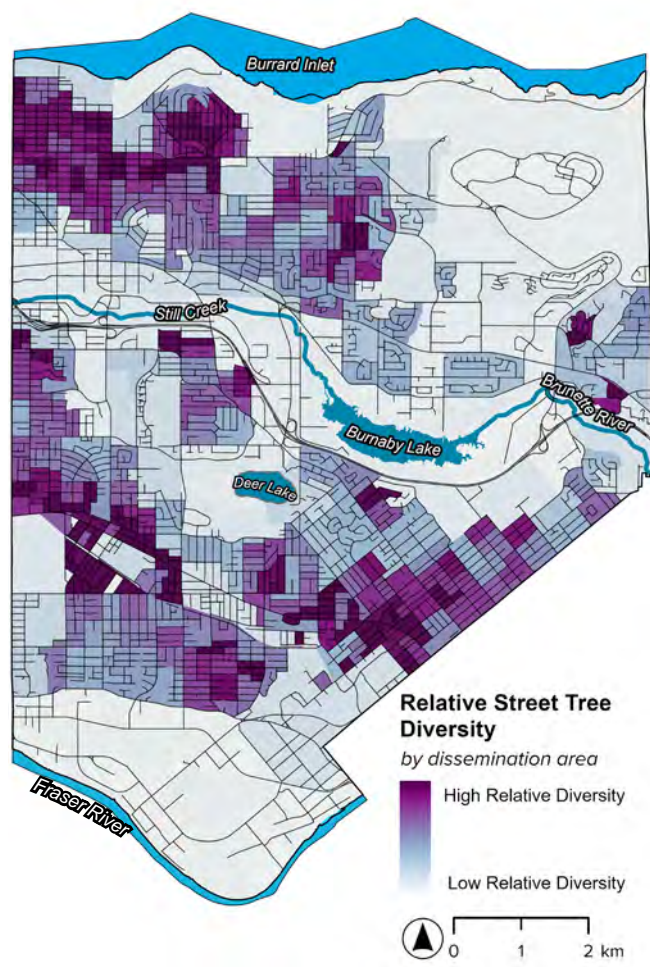 Burrard Inlet
Still Creek
Brunette River
Burnaby Lake
Deer Lake
Fraser River
Relative Street Tree
Diversity
by dissemination area
High Relative Diversity
Low Relative Diversity
0 1 2 km